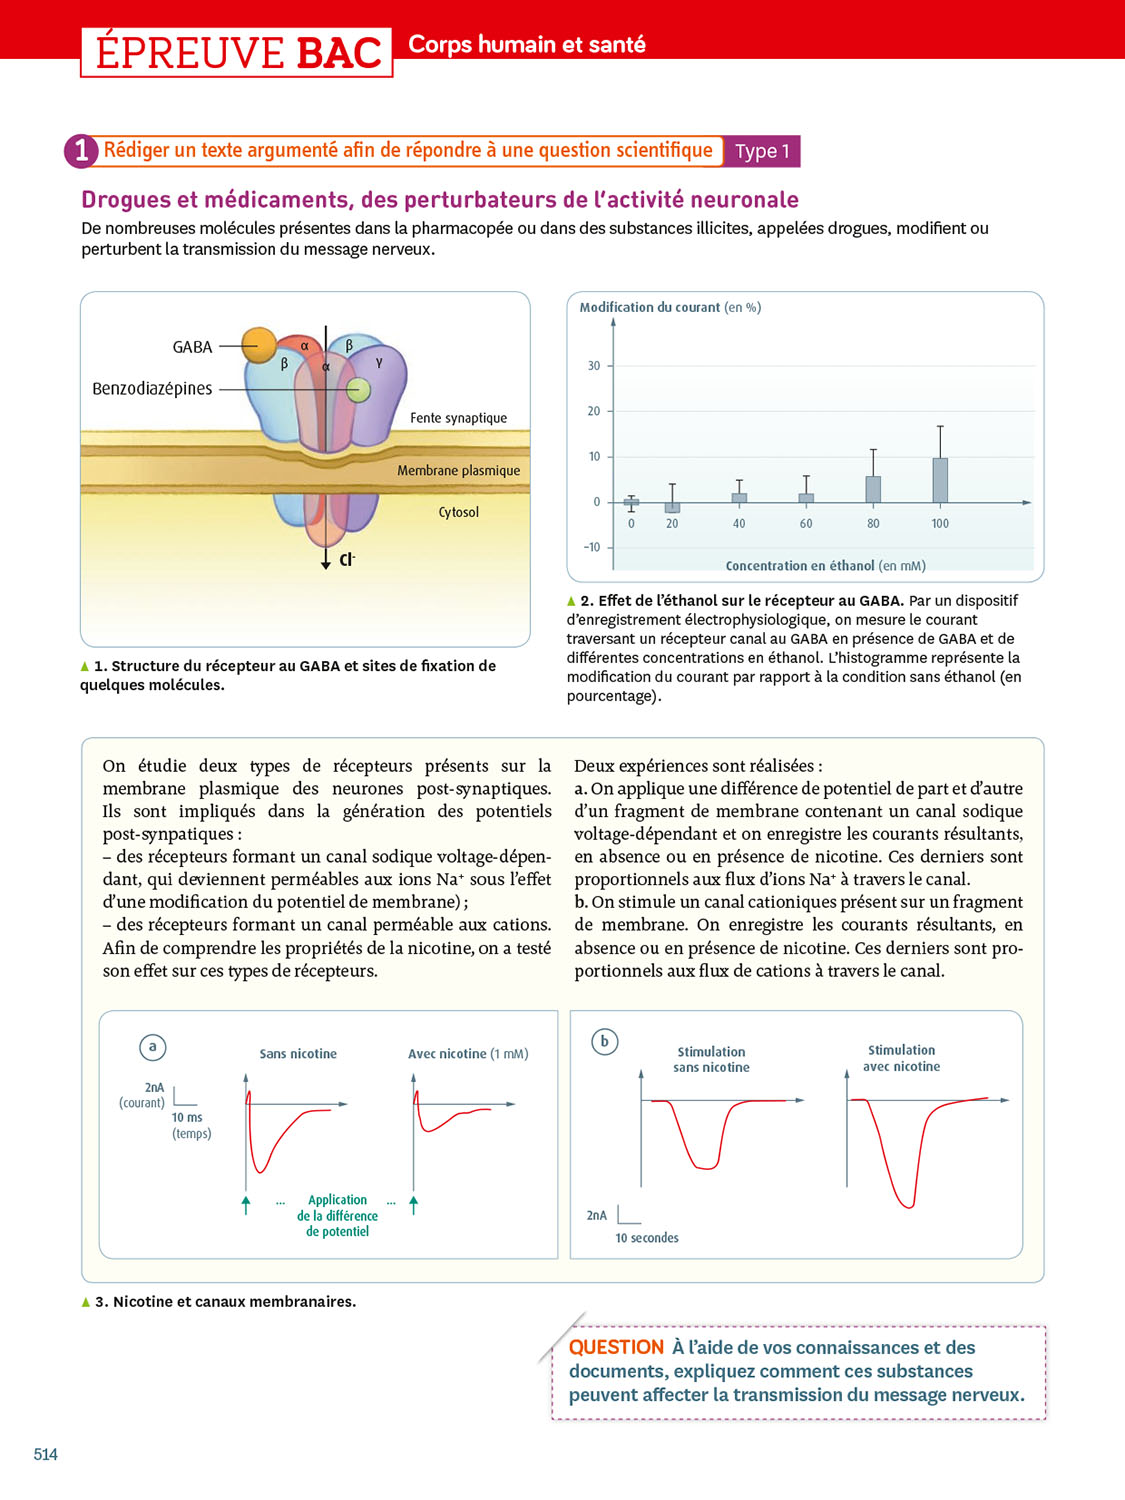 ÉPREUVE BAC
Corps humain et santé
1 Rédiger un texte argumenté afin de répondre à une question scientifique Type 1
Drogues et médicaments, des perturbateurs de l'activité neuronale
De nombreuses molécules présentes dans la pharmacopée ou dans des substances illicites, appelées drogues, modifient ou
perturbent la transmission du message nerveux.
GABA
α
β
β
α
γ
Benzodiazépines
Fente synaptique
Membrane plasmique
Cytosol
Cl-
▲ 1. Structure du récepteur au GABA et sites de fixation de
quelques molécules.
Modification du courant (en %)
30
20
10
0
–10
0 20 40 60 80 100
Concentration en éthanol (en mM)
▲ 2. Effet de l'éthanol sur le récepteur au GABA. Par un dispositif
d'enregistrement électrophysiologique, on mesure le courant
traversant un récepteur canal au GABA en présence de GABA et de
différentes concentrations en éthanol. L'histogramme représente la
modification du courant par rapport à la condition sans éthanol (en
pourcentage).
On étudie deux types de récepteurs présents sur la
membrane plasmique des neurones post-synaptiques.
Ils sont impliqués dans la génération des potentiels
post-synpatiques :
– des récepteurs formant un canal sodique voltage-dépen-
dant, qui deviennent perméables aux ions Na+ sous l'effet
d'une modification du potentiel de membrane) ;
– des récepteurs formant un canal perméable aux cations.
Afin de comprendre les propriétés de la nicotine, on a testé
son effet sur ces types de récepteurs.
Deux expériences sont réalisées :
a. On applique une différence de potentiel de part et d'autre
d'un fragment de membrane contenant un canal sodique
voltage-dépendant et on enregistre les courants résultants,
en absence ou en présence de nicotine. Ces derniers sont
proportionnels aux flux d'ions Na+ à travers le canal.
b. On stimule un canal cationiques présent sur un fragment
de membrane. On enregistre les courants résultants, en
absence ou en présence de nicotine. Ces derniers sont pro-
portionnels aux flux de cations à travers le canal.
a
Sans nicotine
Avec nicotine (1 mM)
2nA
(courant)
10 ms
(temps)
... Application ...
de la différence
de potentiel
b
Stimulation
sans nicotine
Stimulation
avec nicotine
2nA
10 secondes
▲ 3. Nicotine et canaux membranaires.
QUESTION À l'aide de vos connaissances et des
documents, expliquez comment ces substances
peuvent affecter la transmission du message nerveux.
514